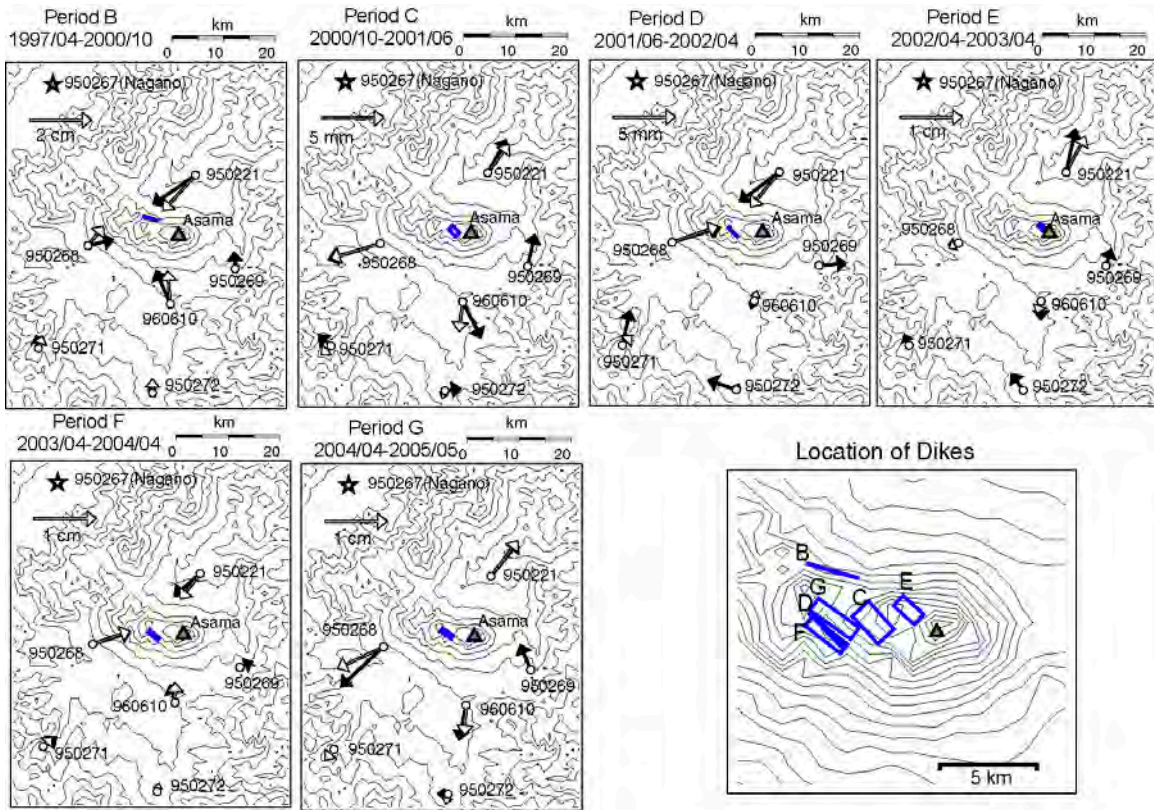 Period B
1997/04-2000/10
km
0 10 20
950267(Nagano)
2 cm
950221
Asama
950268
950269
960610
950271
950272
Period C
2000/10-2001/06
km
0 10 20
950267(Nagano)
5 mm
950221
Asama
950268
950269
960610
950271
950272
Period D
2001/06-2002/04
km
0 10 20
950267(Nagano)
5 mm
950221
Asama
950268
950269
960610
950271
950272
Period E
2002/04-2003/04
km
0 10 20
950267(Nagano)
1 cm
950221
Asama
950268
950269
960610
950271
950272
Period F
2003/04-2004/04
km
0 10 20
950267(Nagano)
1 cm
950221
Asama
950268
950269
960610
950271
950272
Period G
2004/04-2005/05
km
0 10 20
950267(Nagano)
1 cm
950221
Asama
950268
950269
960610
950271
950272
Location of Dikes
B
G
E
D
C
F
5 km